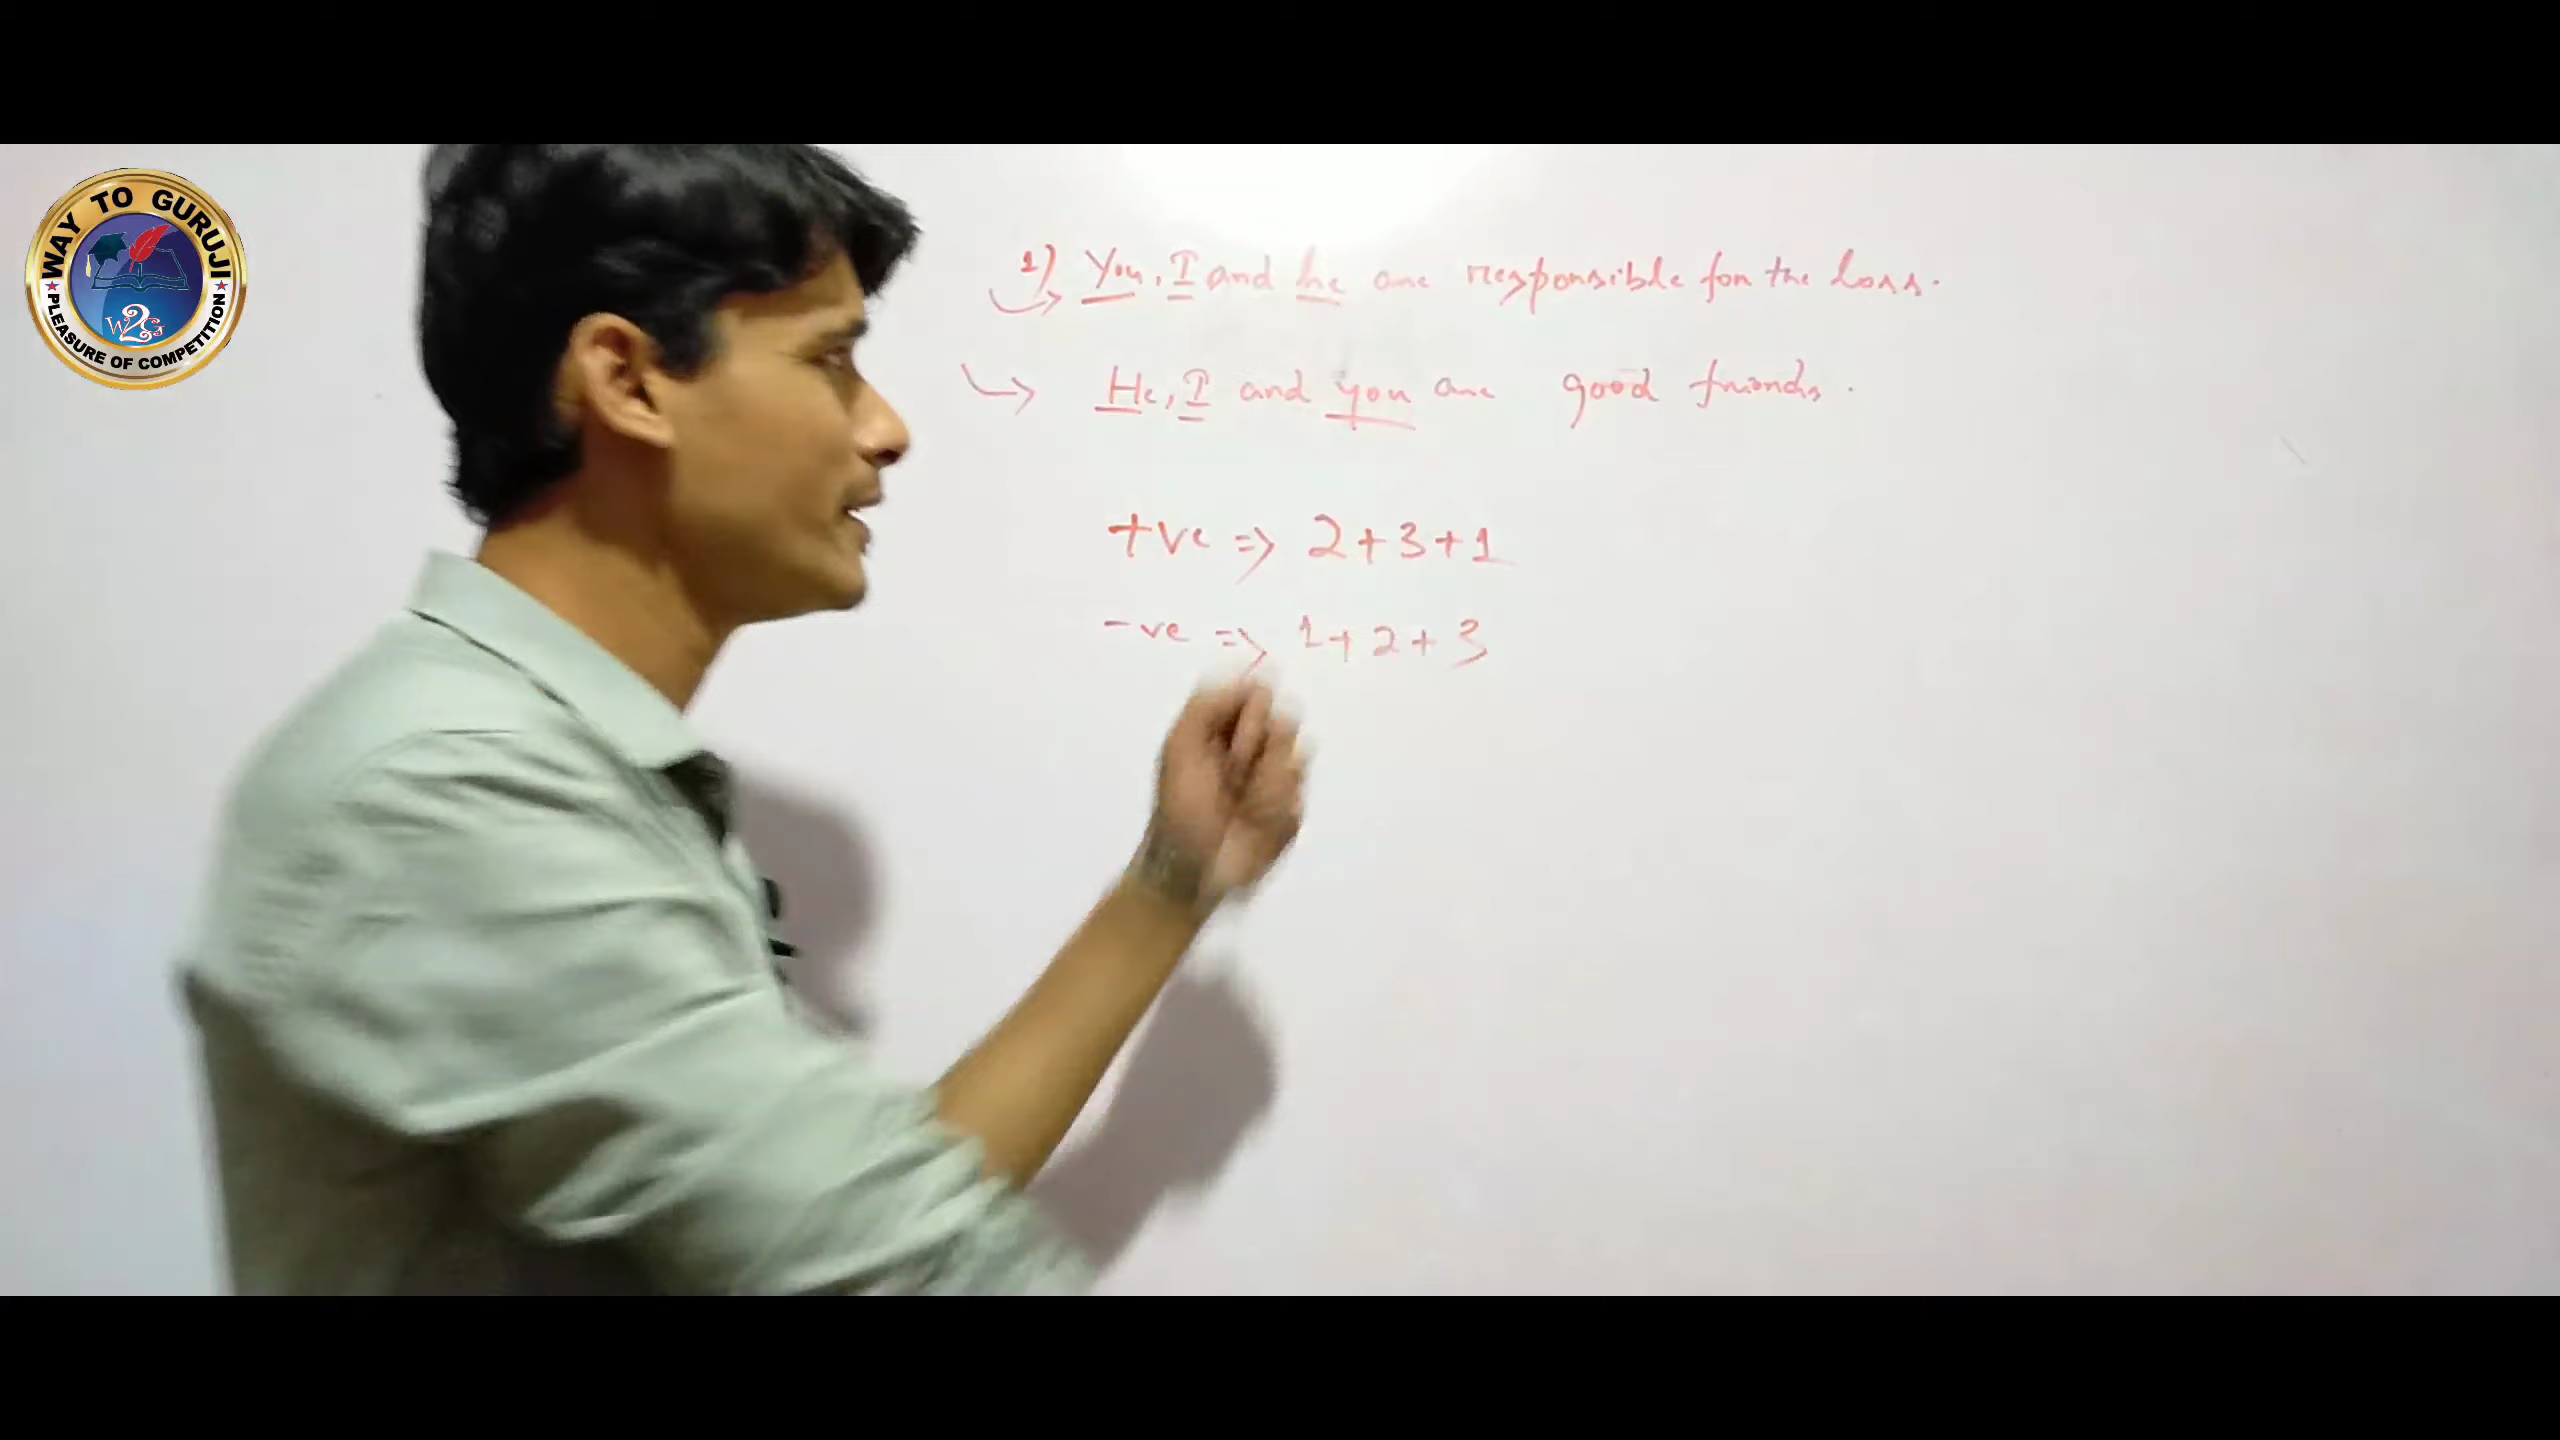 WAY TO GURUJI
W2G
PLEASURE OF COMPETITION
1) You, I and he are responsible for the loss.
He, I and you are good friends.
+ve => 2+3+1
-ve => 1+2+3